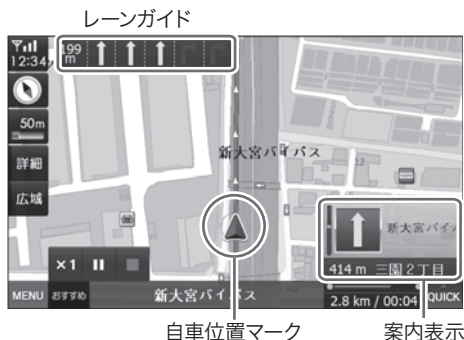 レーンガイド
12:34
199
m
50m
新大宮バイパス
詳細
12
広域
新大宮バイパ
×1
414 m 三園2丁目
MENU おすすめ 新大宮バイパス 2.8 km / 00:04 QUICK
自車位置マーク 案内表示